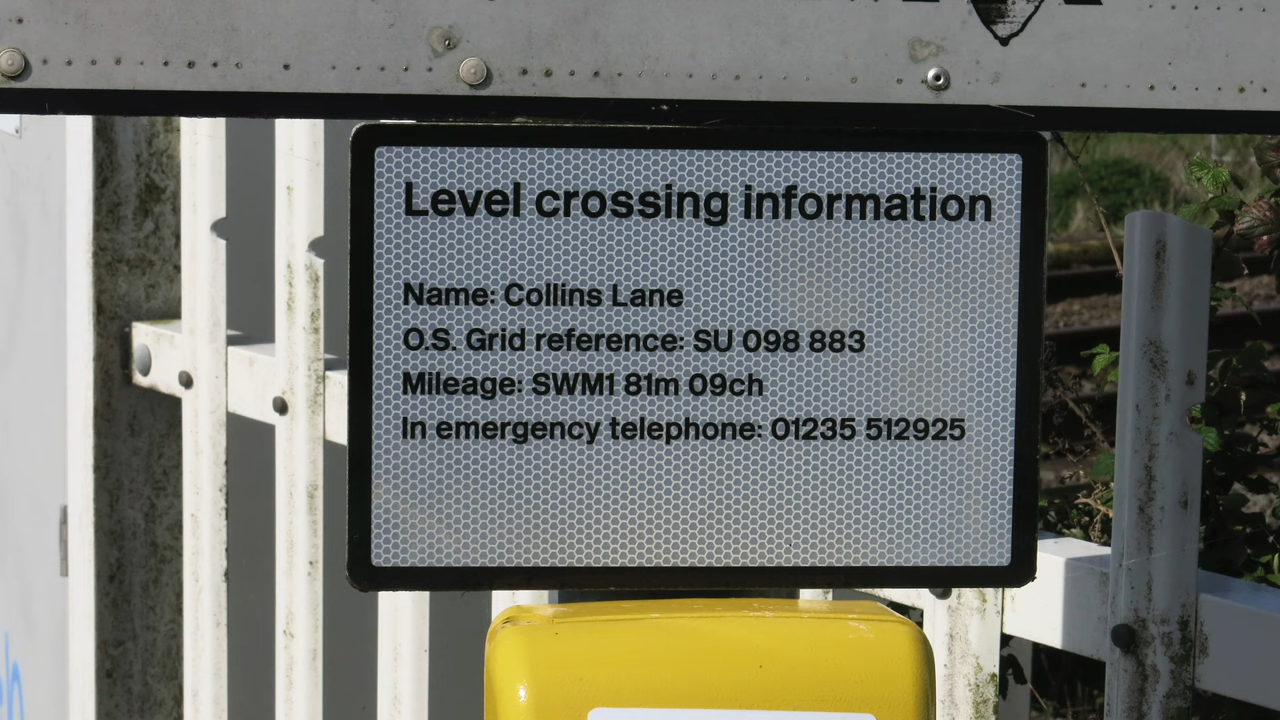 Level crossing information
Name: Collins Lane
O.S. Grid reference: SU 098 883
Mileage: SWM1 81m 09ch
In emergency telephone: 01235 512925